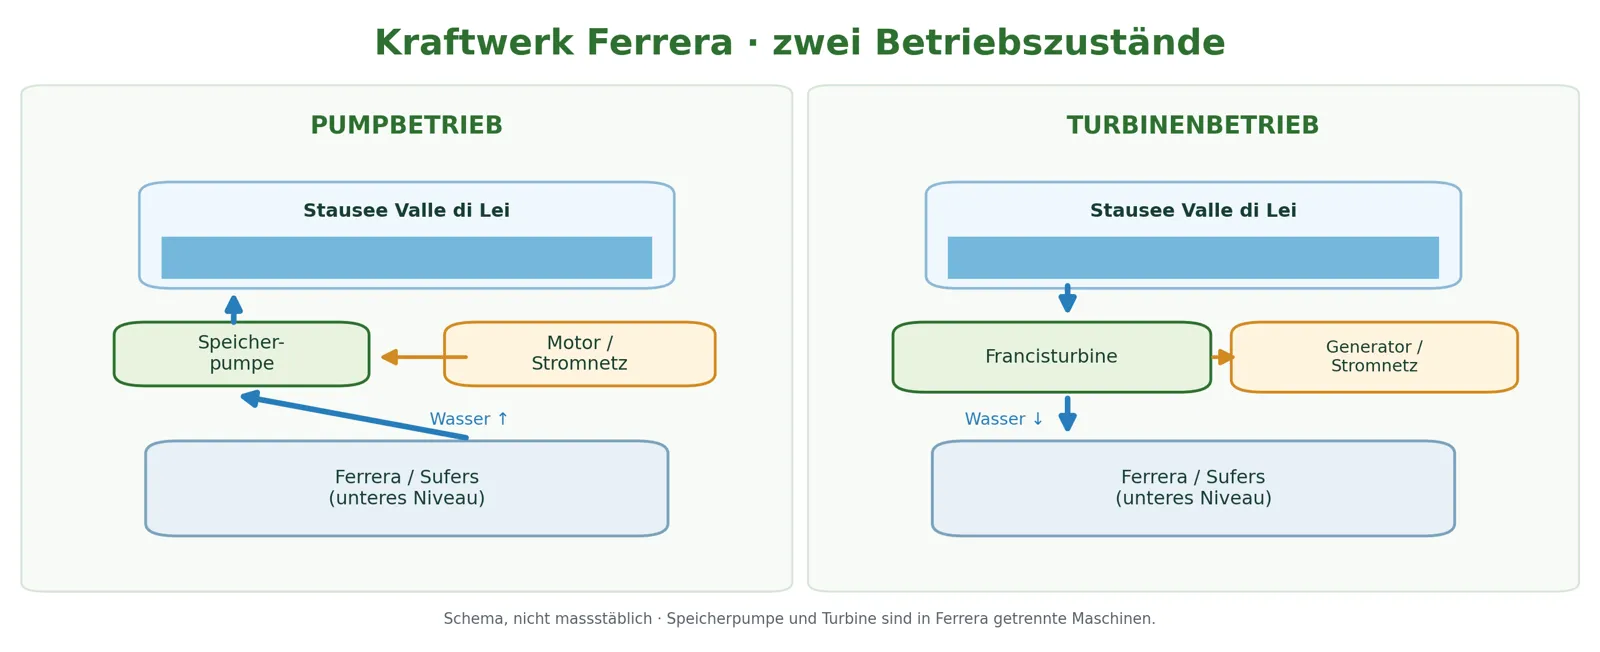 Kraftwerk Ferrera · zwei Betriebszustände
PUMPBETRIEB
Stausee Valle di Lei
Speicher-
pumpe
Motor /
Stromnetz
Wasser ↑
Ferrera / Sufers
(unteres Niveau)
TURBINENBETRIEB
Stausee Valle di Lei
Francisturbine
Generator /
Stromnetz
Wasser ↓
Ferrera / Sufers
(unteres Niveau)
Schema, nicht massstäblich · Speicherpumpe und Turbine sind in Ferrera getrennte Maschinen.